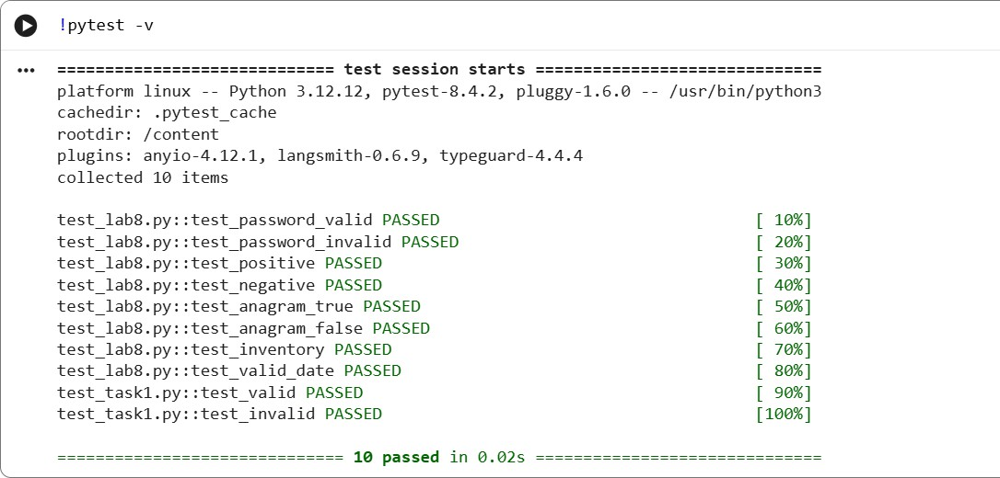 !pytest -v
============================= test session starts ==============================
platform linux -- Python 3.12.12, pytest-8.4.2, pluggy-1.6.0 -- /usr/bin/python3
cachedir: .pytest_cache
rootdir: /content
plugins: anyio-4.12.1, langsmith-0.6.9, typeguard-4.4.4
collected 10 items
test_lab8.py::test_password_valid PASSED                                 [ 10%]
test_lab8.py::test_password_invalid PASSED                               [ 20%]
test_lab8.py::test_positive PASSED                                       [ 30%]
test_lab8.py::test_negative PASSED                                       [ 40%]
test_lab8.py::test_anagram_true PASSED                                   [ 50%]
test_lab8.py::test_anagram_false PASSED                                  [ 60%]
test_lab8.py::test_inventory PASSED                                      [ 70%]
test_lab8.py::test_valid_date PASSED                                     [ 80%]
test_task1.py::test_valid PASSED                                         [ 90%]
test_task1.py::test_invalid PASSED                                       [100%]
============================== 10 passed in 0.02s ==============================